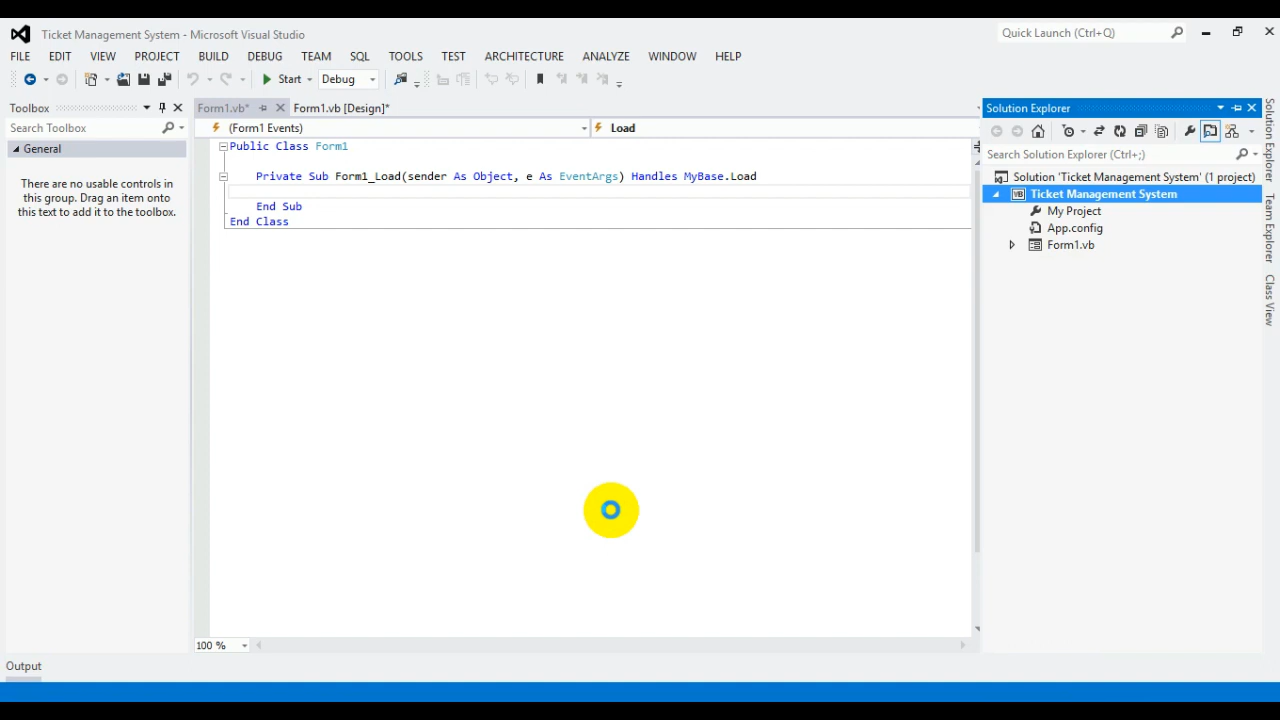 Ticket Management System - Microsoft Visual Studio
Quick Launch (Ctrl+Q)
FILE EDIT VIEW PROJECT BUILD DEBUG TEAM SQL TOOLS TEST ARCHITECTURE ANALYZE WINDOW HELP
Start Debug
Toolbox
Form1.vb* Form1.vb [Design]*
Solution Explorer
Search Toolbox
(Form1 Events) Load
General
Public Class Form1
Private Sub Form1_Load(sender As Object, e As EventArgs) Handles MyBase.Load
End Sub
End Class
There are no usable controls in
this group. Drag an item onto
this text to add it to the toolbox.
Search Solution Explorer (Ctrl+;)
Solution 'Ticket Management System' (1 project)
VB Ticket Management System
My Project
App.config
Form1.vb
Solution Explorer
Team Explorer
Class View
100 %
Output